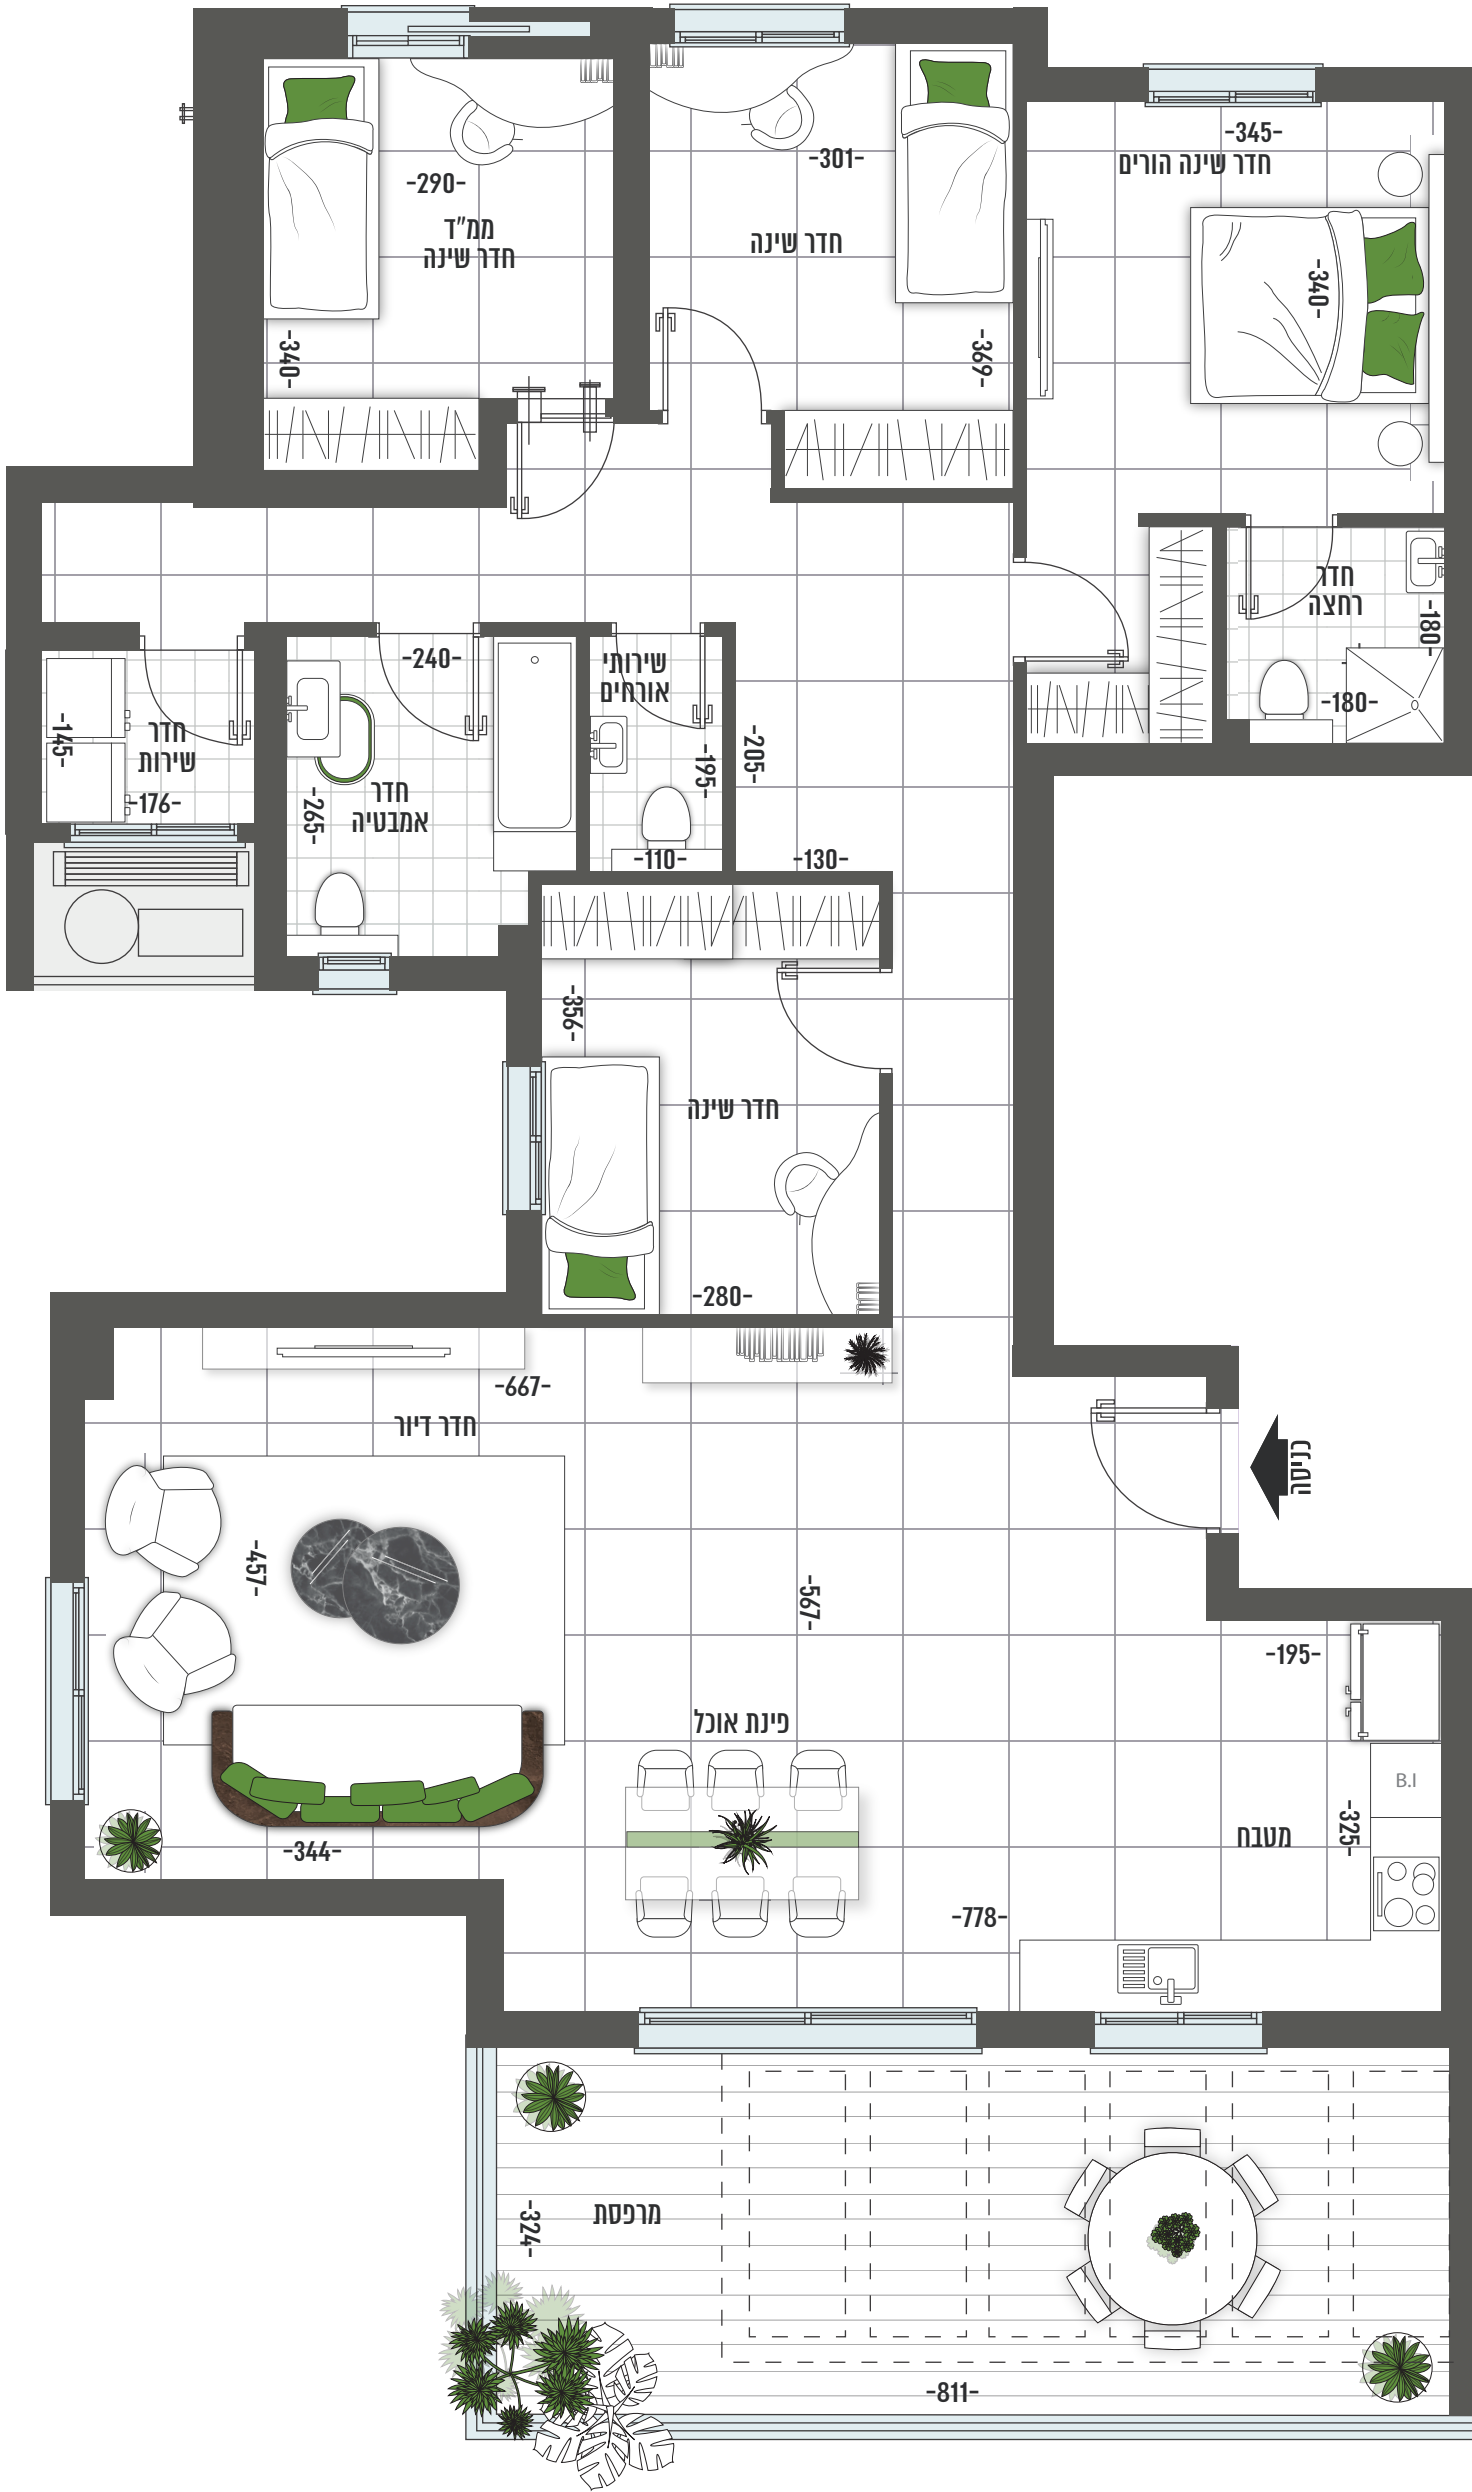 -345-
חדר שינה הורים
-301-
-290-
ממ"ד
חדר שינה
חדר שינה
-340-
-340-
-369-
חדר
רחצה
-180-
-180-
-240-
שירותי
אורחים
-145-
חדר
שירות
-176-
-265-
חדר
אמבטיה
-195-
-205-
-110-
-130-
-356-
חדר שינה
-280-
-667-
חדר דיור
כניסה
-457-
-567-
-195-
פינת אוכל
B.I
-325-
מטבח
-344-
-778-
-324-
מרפסת
-811-